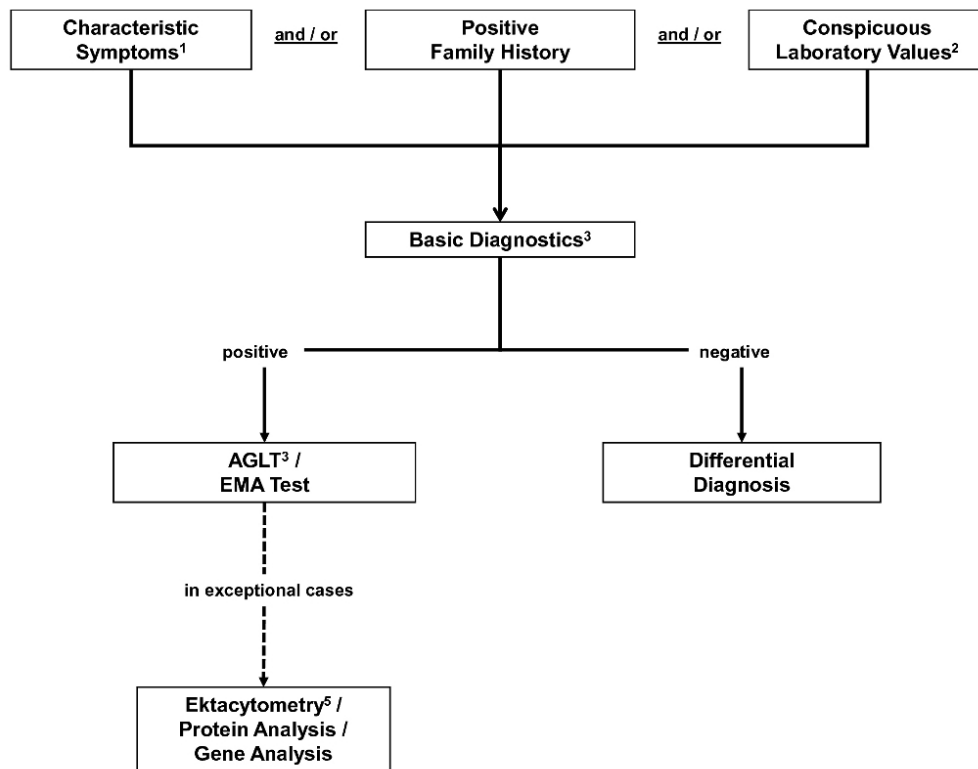 Characteristic
Symptoms¹
and / or
Positive
Family History
and / or
Conspicuous
Laboratory Values²
Basic Diagnostics³
positive
negative
AGLT³ /
EMA Test
Differential
Diagnosis
in exceptional cases
Ektacytometry⁵ /
Protein Analysis /
Gene Analysis